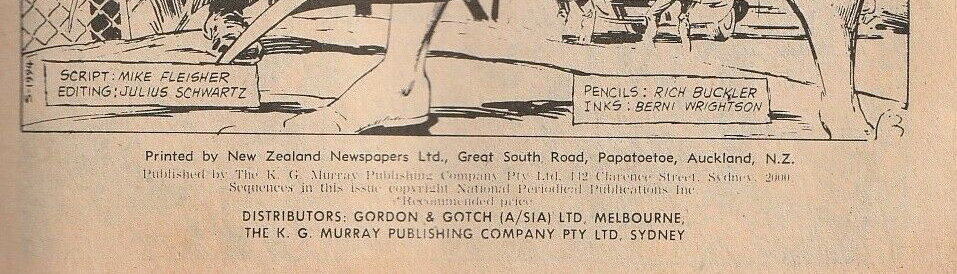 S-1994
SCRIPT: MIKE FLEISHER
EDITING: JULIUS SCHWARTZ
PENCILS: RICH BUCKLER
INKS: BERNI WRIGHTSON
Printed by New Zealand Newspapers Ltd., Great South Road, Papatoetoe, Auckland, N.Z.
Published by The K. G. Murray Publishing Company Pty Ltd, 142 Clarence Street, Sydney, 2000
Sequences in this issue copyright National Periodical Publications Inc.
*Recommended price
DISTRIBUTORS: GORDON & GOTCH (A/SIA) LTD, MELBOURNE,
THE K. G. MURRAY PUBLISHING COMPANY PTY LTD, SYDNEY